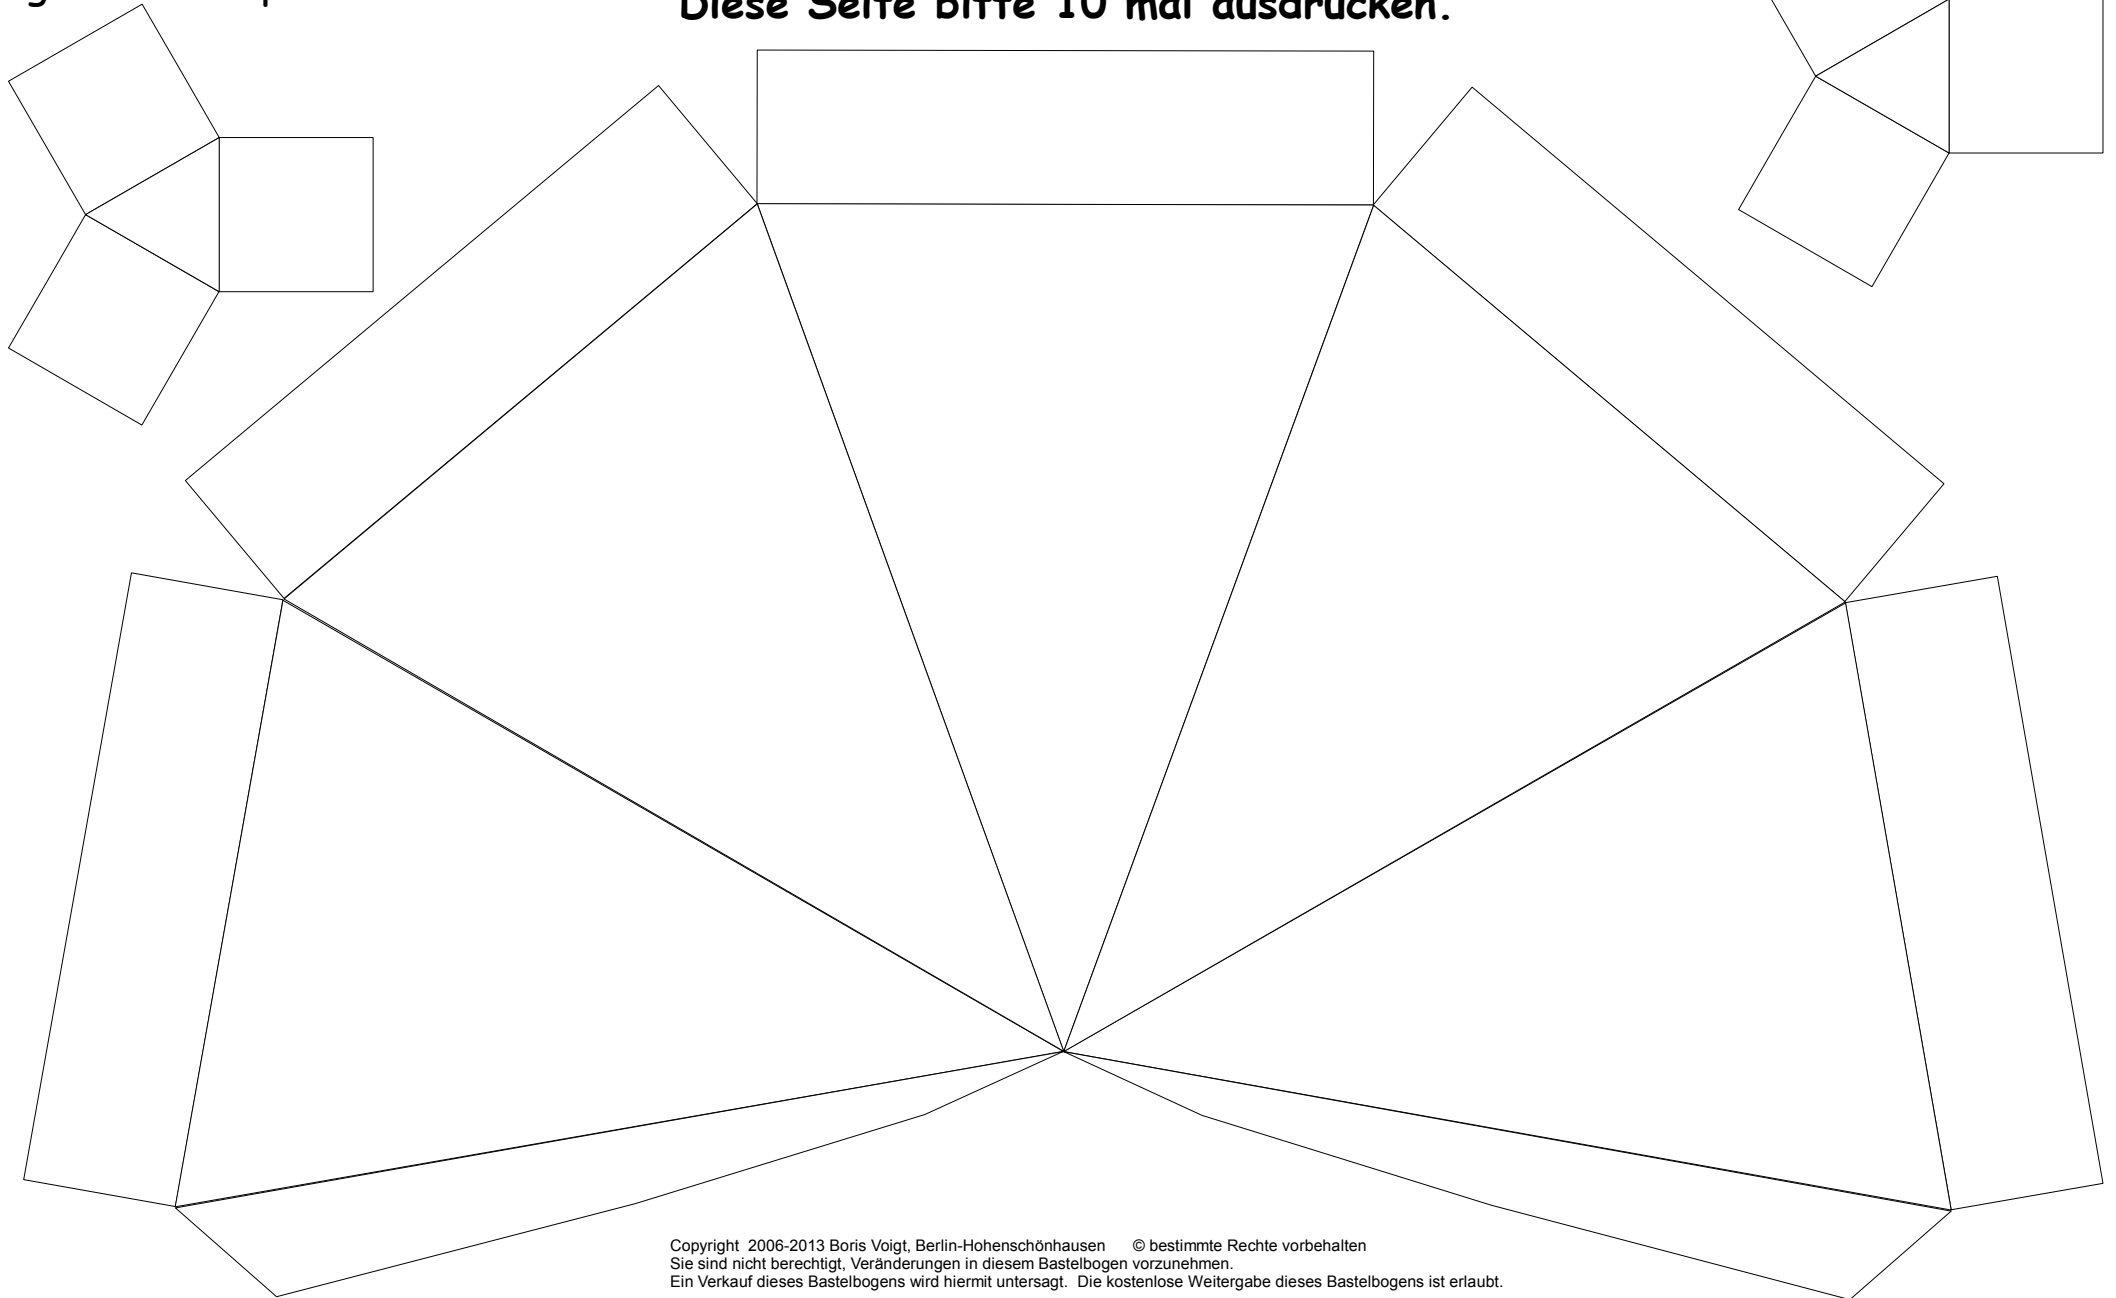 Diese Seite bitte 10 mal ausdrucken.
Copyright 2006-2013 Boris Voigt, Berlin-Hohenschönhausen © bestimmte Rechte vorbehalten
Sie sind nicht berechtigt, Veränderungen in diesem Bastelbogen vorzunehmen.
Ein Verkauf dieses Bastelbogens wird hiermit untersagt. Die kostenlose Weitergabe dieses Bastelbogens ist erlaubt.